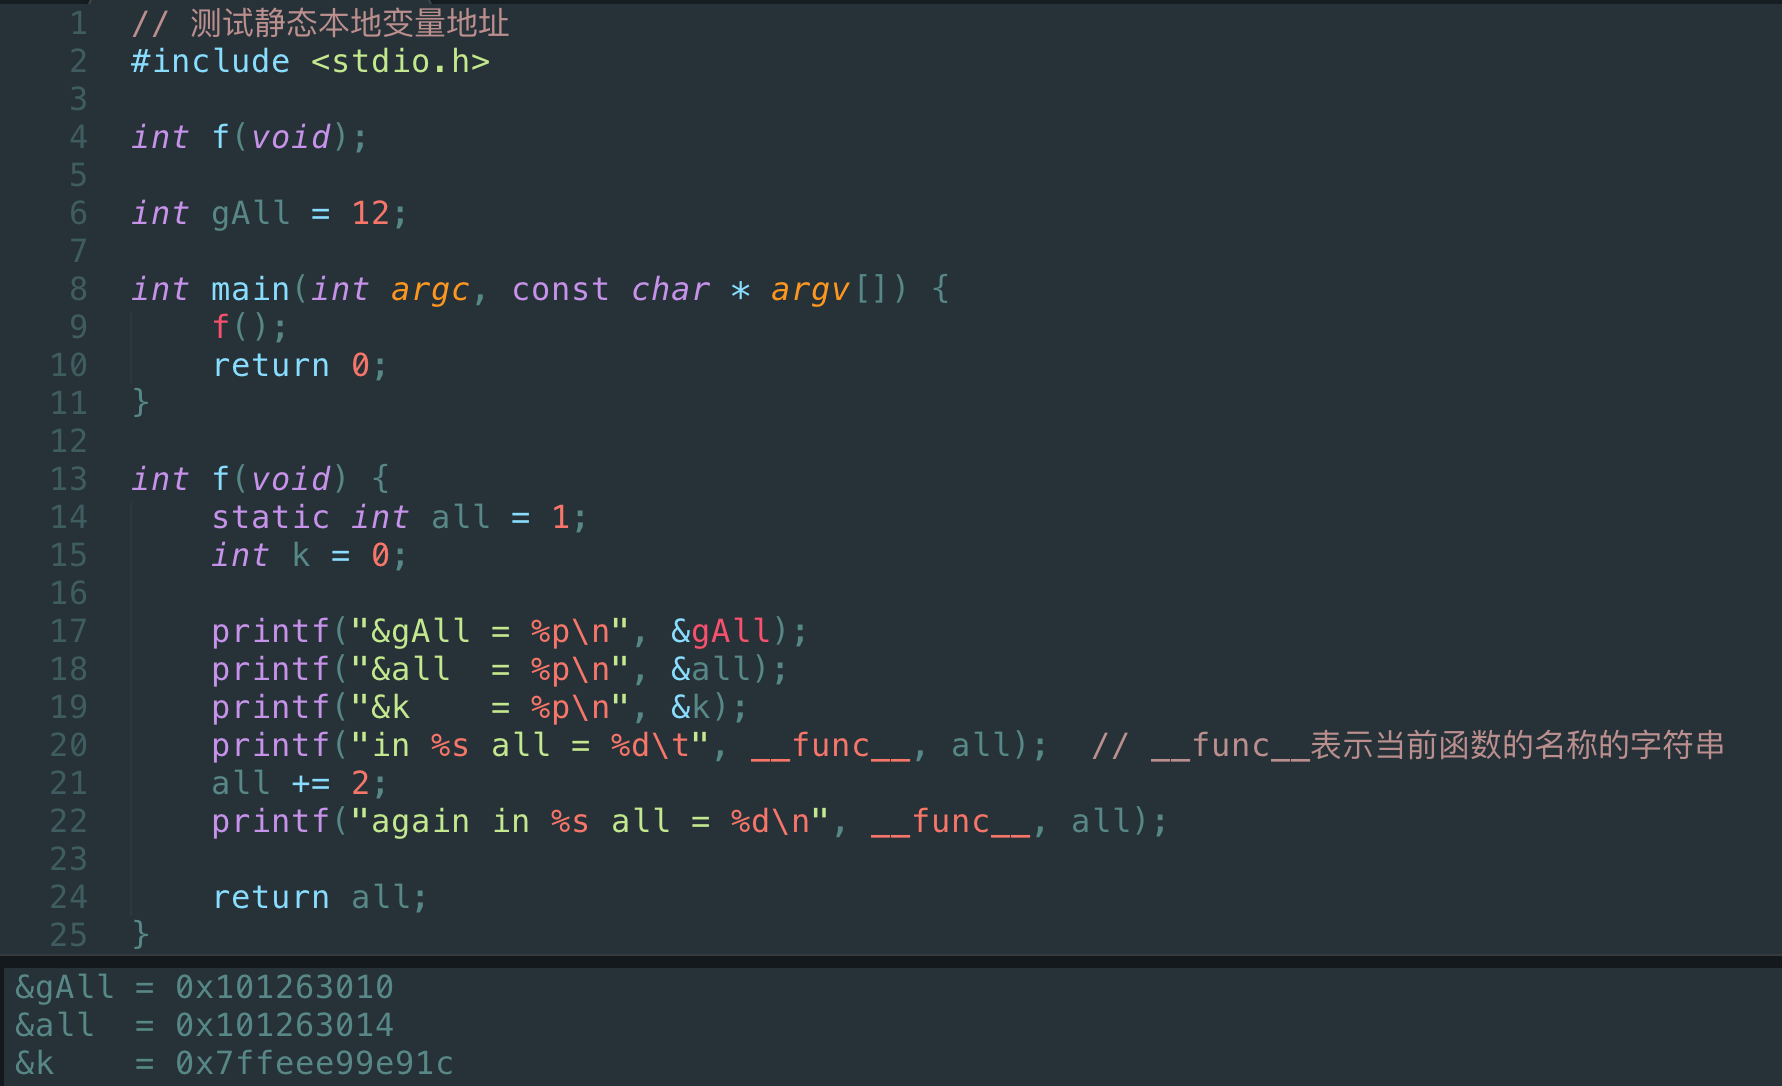 1 // 测试静态本地变量地址
2 #include <stdio.h>
3
4 int f(void);
5
6 int gAll = 12;
7
8 int main(int argc, const char * argv[]) {
9     f();
10     return 0;
11 }
12
13 int f(void) {
14     static int all = 1;
15     int k = 0;
16
17     printf("&gAll = %p\n", &gAll);
18     printf("&all  = %p\n", &all);
19     printf("&k    = %p\n", &k);
20     printf("in %s all = %d\t", __func__, all);  // __func__表示当前函数的名称的字符串
21     all += 2;
22     printf("again in %s all = %d\n", __func__, all);
23
24     return all;
25 }
&gAll = 0x101263010
&all  = 0x101263014
&k    = 0x7ffeee99e91c